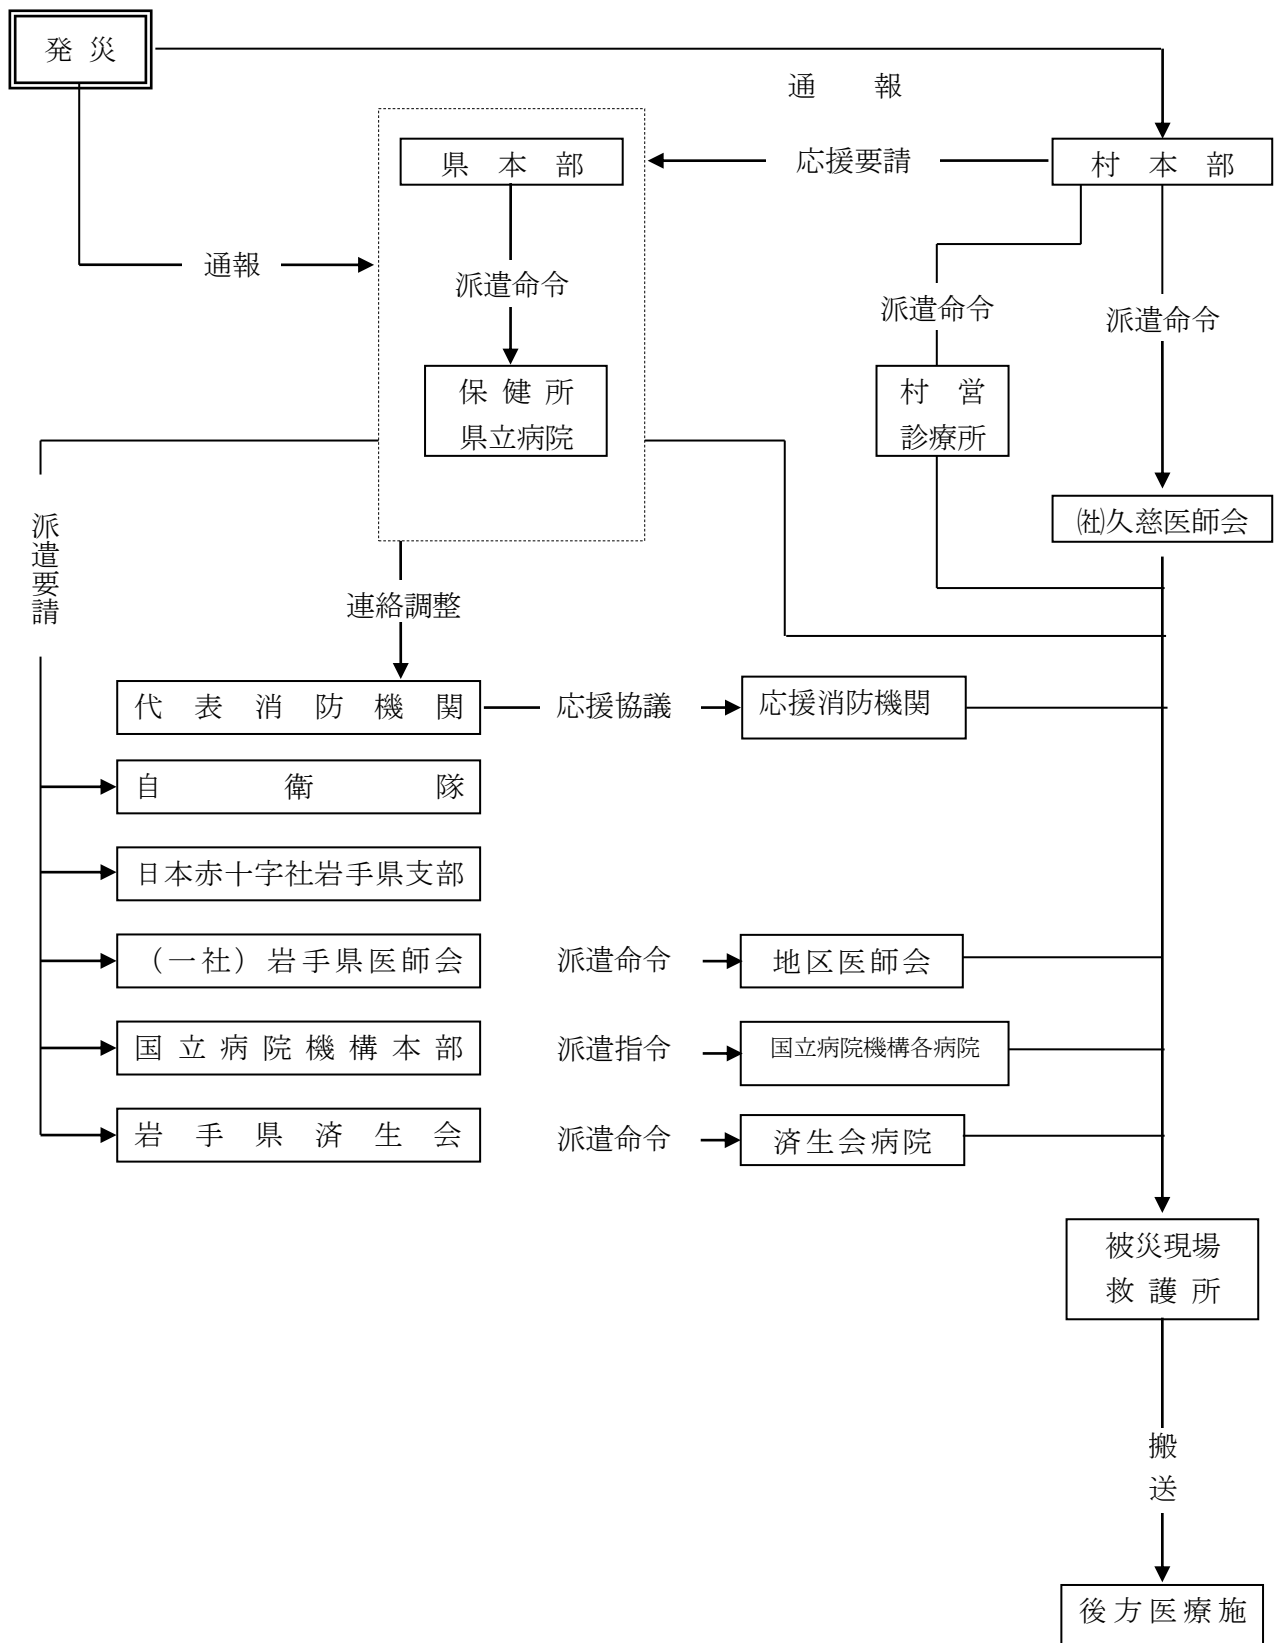 発災
通報
県本部
応援要請
村本部
通報
派遣命令
派遣命令
派遣命令
保健所
県立病院
村営
診療所
㈳久慈医師会
派遣要請
連絡調整
代表消防機関
応援協議
応援消防機関
自衛隊
日本赤十字社岩手県支部
(一社)岩手県医師会
派遣命令
地区医師会
国立病院機構本部
派遣指令
国立病院機構各病院
岩手県済生会
派遣命令
済生会病院
被災現場
救護所
搬送
後方医療施